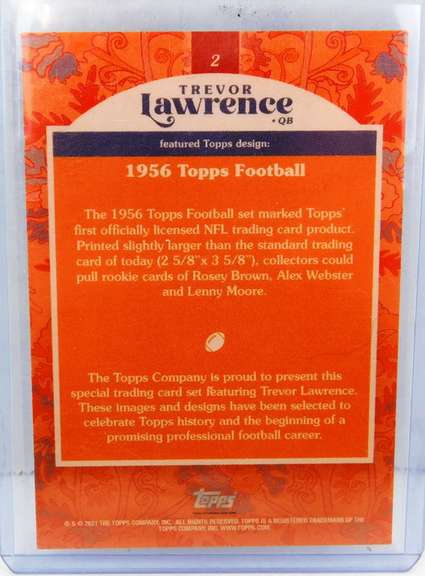 2
TREVOR
Lawrence
• QB
featured Topps design:
1956 Topps Football
The 1956 Topps Football set marked Topps'
first officially licensed NFL trading card product.
Printed slightly larger than the standard trading
card of today (2 5/8"x 3 5/8"), collectors could
pull rookie cards of Rosey Brown, Alex Webster
and Lenny Moore.
The Topps Company is proud to present this
special trading card set featuring Trevor Lawrence.
These images and designs have been selected to
celebrate Topps history and the beginning of a
promising professional football career.
Topps
® & © 2021 THE TOPPS COMPANY, INC. ALL RIGHTS RESERVED. TOPPS IS A REGISTERED TRADEMARK OF THE
TOPPS COMPANY, INC. WWW.TOPPS.COM.